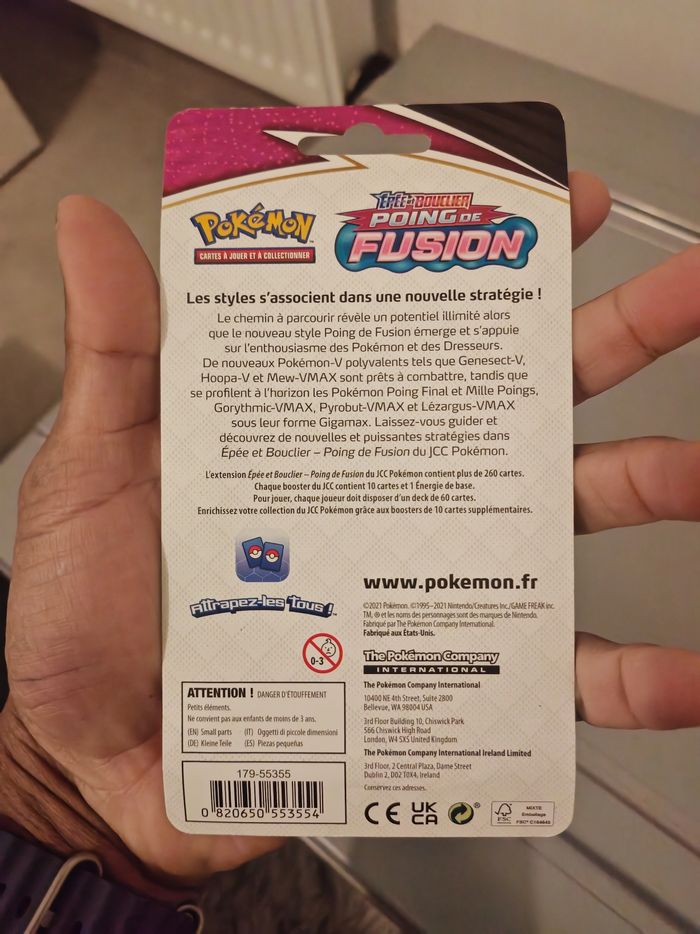 ÉPÉE ET BOUCLIER
POKÉMON™
POING DE
CARTES À JOUER ET À COLLECTIONNER
FUSION
Les styles s'associent dans une nouvelle stratégie !
Le chemin à parcourir révèle un potentiel illimité alors
que le nouveau style Poing de Fusion émerge et s'appuie
sur l'enthousiasme des Pokémon et des Dresseurs.
De nouveaux Pokémon-V polyvalents tels que Genesect-V,
Hoopa-V et Mew-VMAX sont prêts à combattre, tandis que
se profilent à l'horizon les Pokémon Poing Final et Mille Poings,
Gorythmic-VMAX, Pyrobut-VMAX et Lézargus-VMAX
sous leur forme Gigamax. Laissez-vous guider et
découvrez de nouvelles et puissantes stratégies dans
Épée et Bouclier – Poing de Fusion du JCC Pokémon.
L'extension Épée et Bouclier – Poing de Fusion du JCC Pokémon contient plus de 260 cartes.
Chaque booster du JCC contient 10 cartes et 1 Énergie de base.
Pour jouer, chaque joueur doit disposer d'un deck de 60 cartes.
Enrichissez votre collection du JCC Pokémon grâce aux boosters de 10 cartes supplémentaires.
Attrapez-les Tous !™
www.pokemon.fr
©2021 Pokémon. ©1995–2021 Nintendo/Creatures Inc./GAME FREAK inc.
TM, ® et les noms des personnages sont des marques de Nintendo.
Fabriqué par The Pokémon Company International.
Fabriqué aux États-Unis.
0-3
The Pokémon Company
INTERNATIONAL
The Pokémon Company International
10400 NE 4th Street, Suite 2800
Bellevue, WA 98004 USA
3rd Floor Building 10, Chiswick Park
566 Chiswick High Road
London, W4 5XS United Kingdom
The Pokémon Company International Ireland Limited
3rd Floor, 2 Central Plaza, Dame Street
Dublin 2, D02 T0X4, Ireland
Conservez ces adresses.
ATTENTION ! DANGER D'ÉTOUFFEMENT
Petits éléments.
Ne convient pas aux enfants de moins de 3 ans.
(EN) Small parts (IT) Oggetti di piccole dimensioni
(DE) Kleine Teile (ES) Piezas pequeñas
179-55355
0 820650 553554
CE
UK
CA
®
FSC
MIXTE
Emballage
FSC® C164645